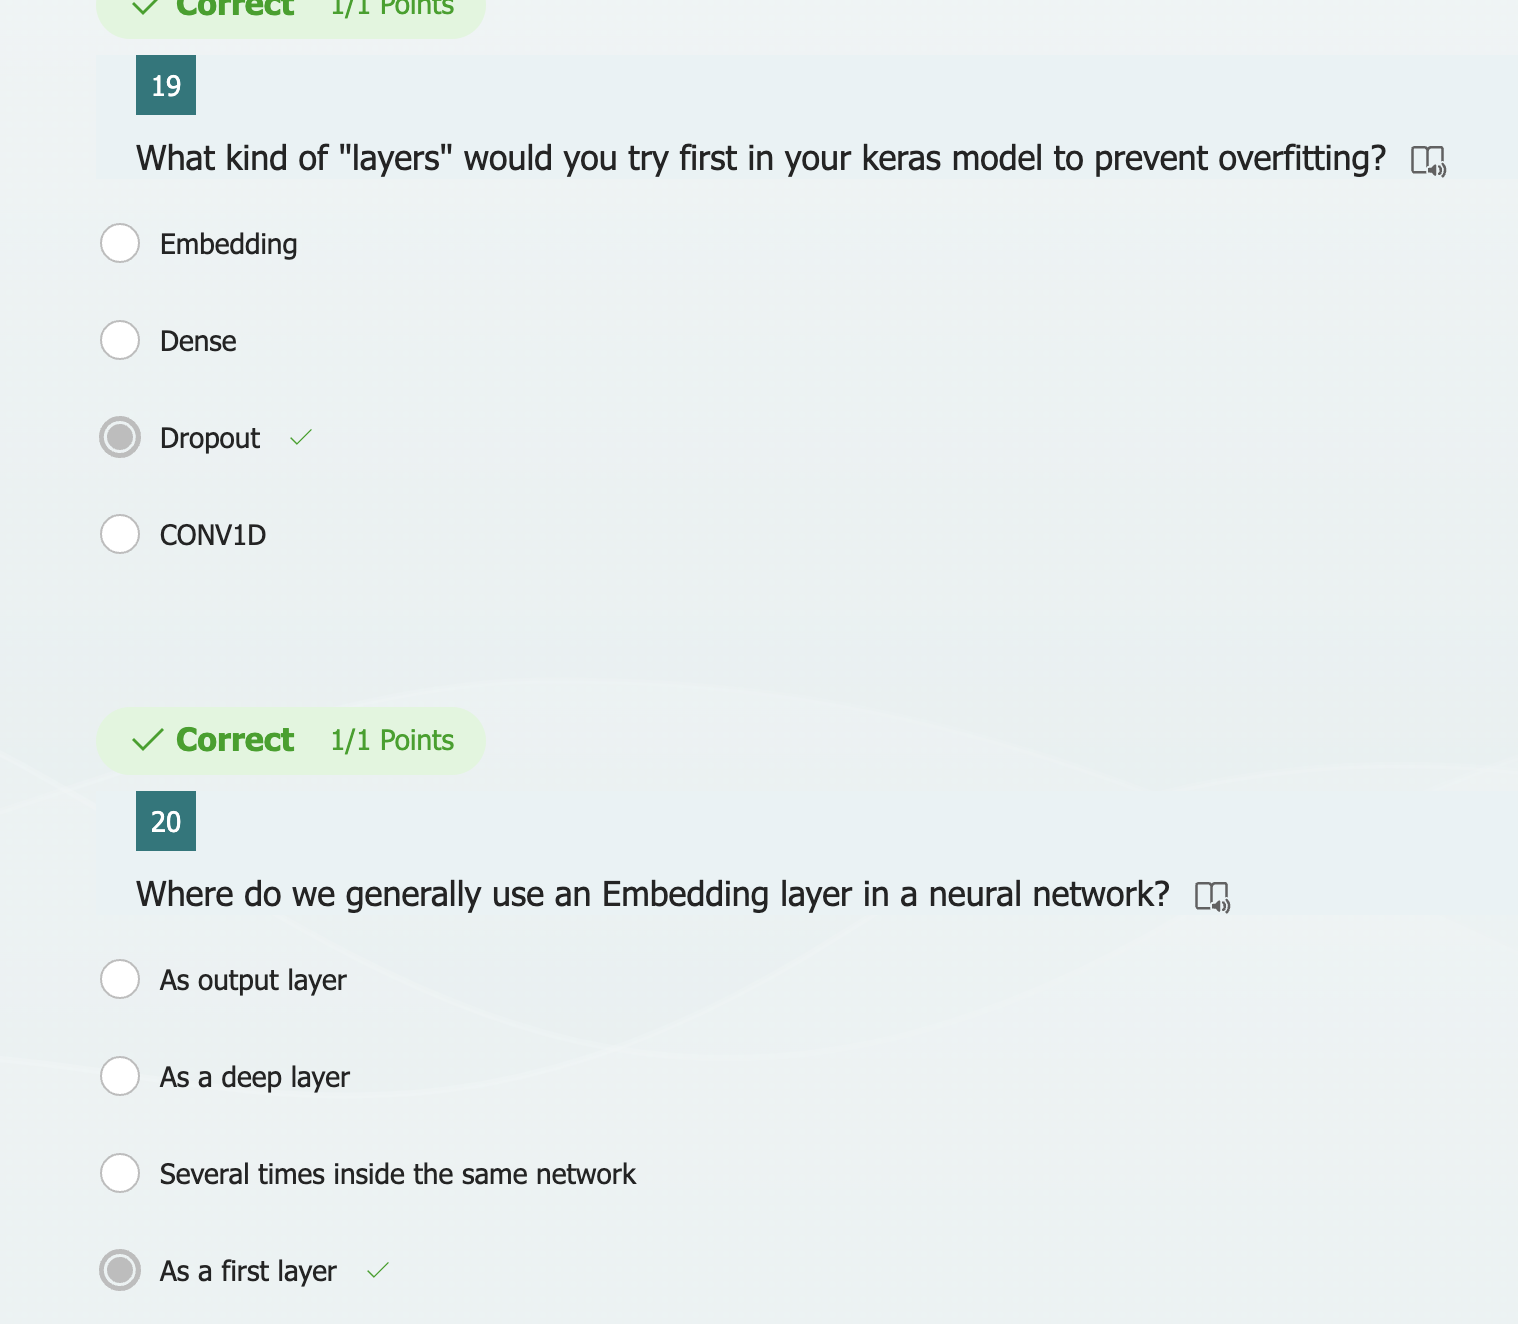 Correct 1/1 Points
19
What kind of "layers" would you try first in your keras model to prevent overfitting?
Embedding
Dense
Dropout
CONV1D
Correct 1/1 Points
20
Where do we generally use an Embedding layer in a neural network?
As output layer
As a deep layer
Several times inside the same network
As a first layer